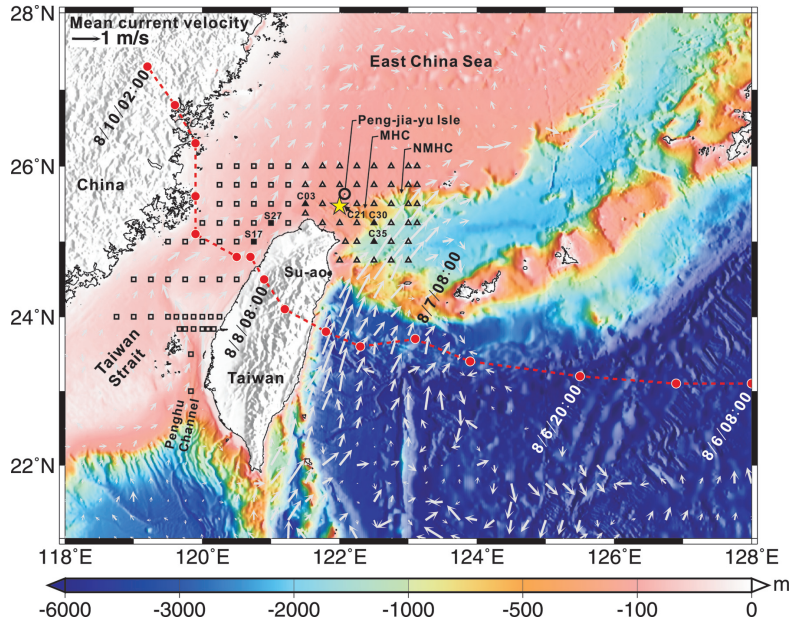 28°N
26°N
24°N
22°N
Mean current velocity
1 m/s
East China Sea
8/10/02:00
Peng-jia-yu Isle
MHC
NMHC
China
C03
S27
C21
C30
S17
C35
Su-ao
8/7/08:00
8/8/08:00
Taiwan
Strait
Taiwan
Penghu
Channel
8/6/20:00
8/6/08:00
118°E
120°E
122°E
124°E
126°E
128°E
m
-6000
-3000
-2000
-1000
-500
-100
0